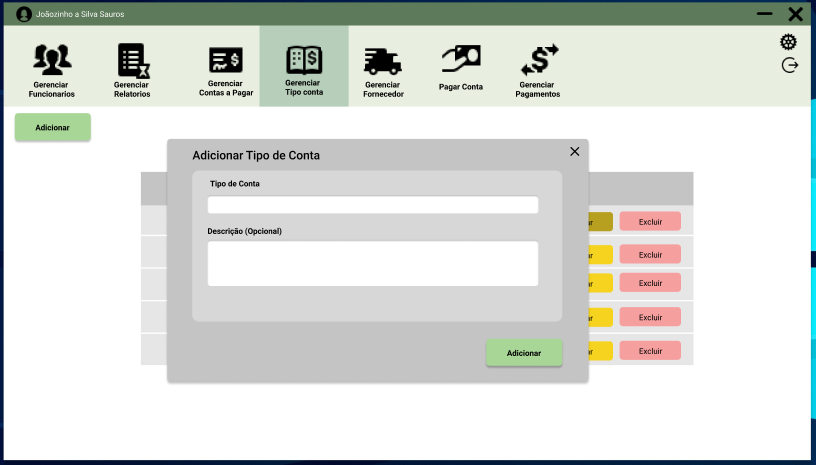 Joãozinho a Silva Sauros
Gerenciar
Funcionarios
Gerenciar
Relatorios
Gerenciar
Contas a Pagar
Gerenciar
Tipo conta
Gerenciar
Fornecedor
Pagar Conta
Gerenciar
Pagamentos
Adicionar
Adicionar Tipo de Conta
Tipo de Conta
Descrição (Opcional)
Adicionar
Excluir
Excluir
Excluir
Excluir
Excluir